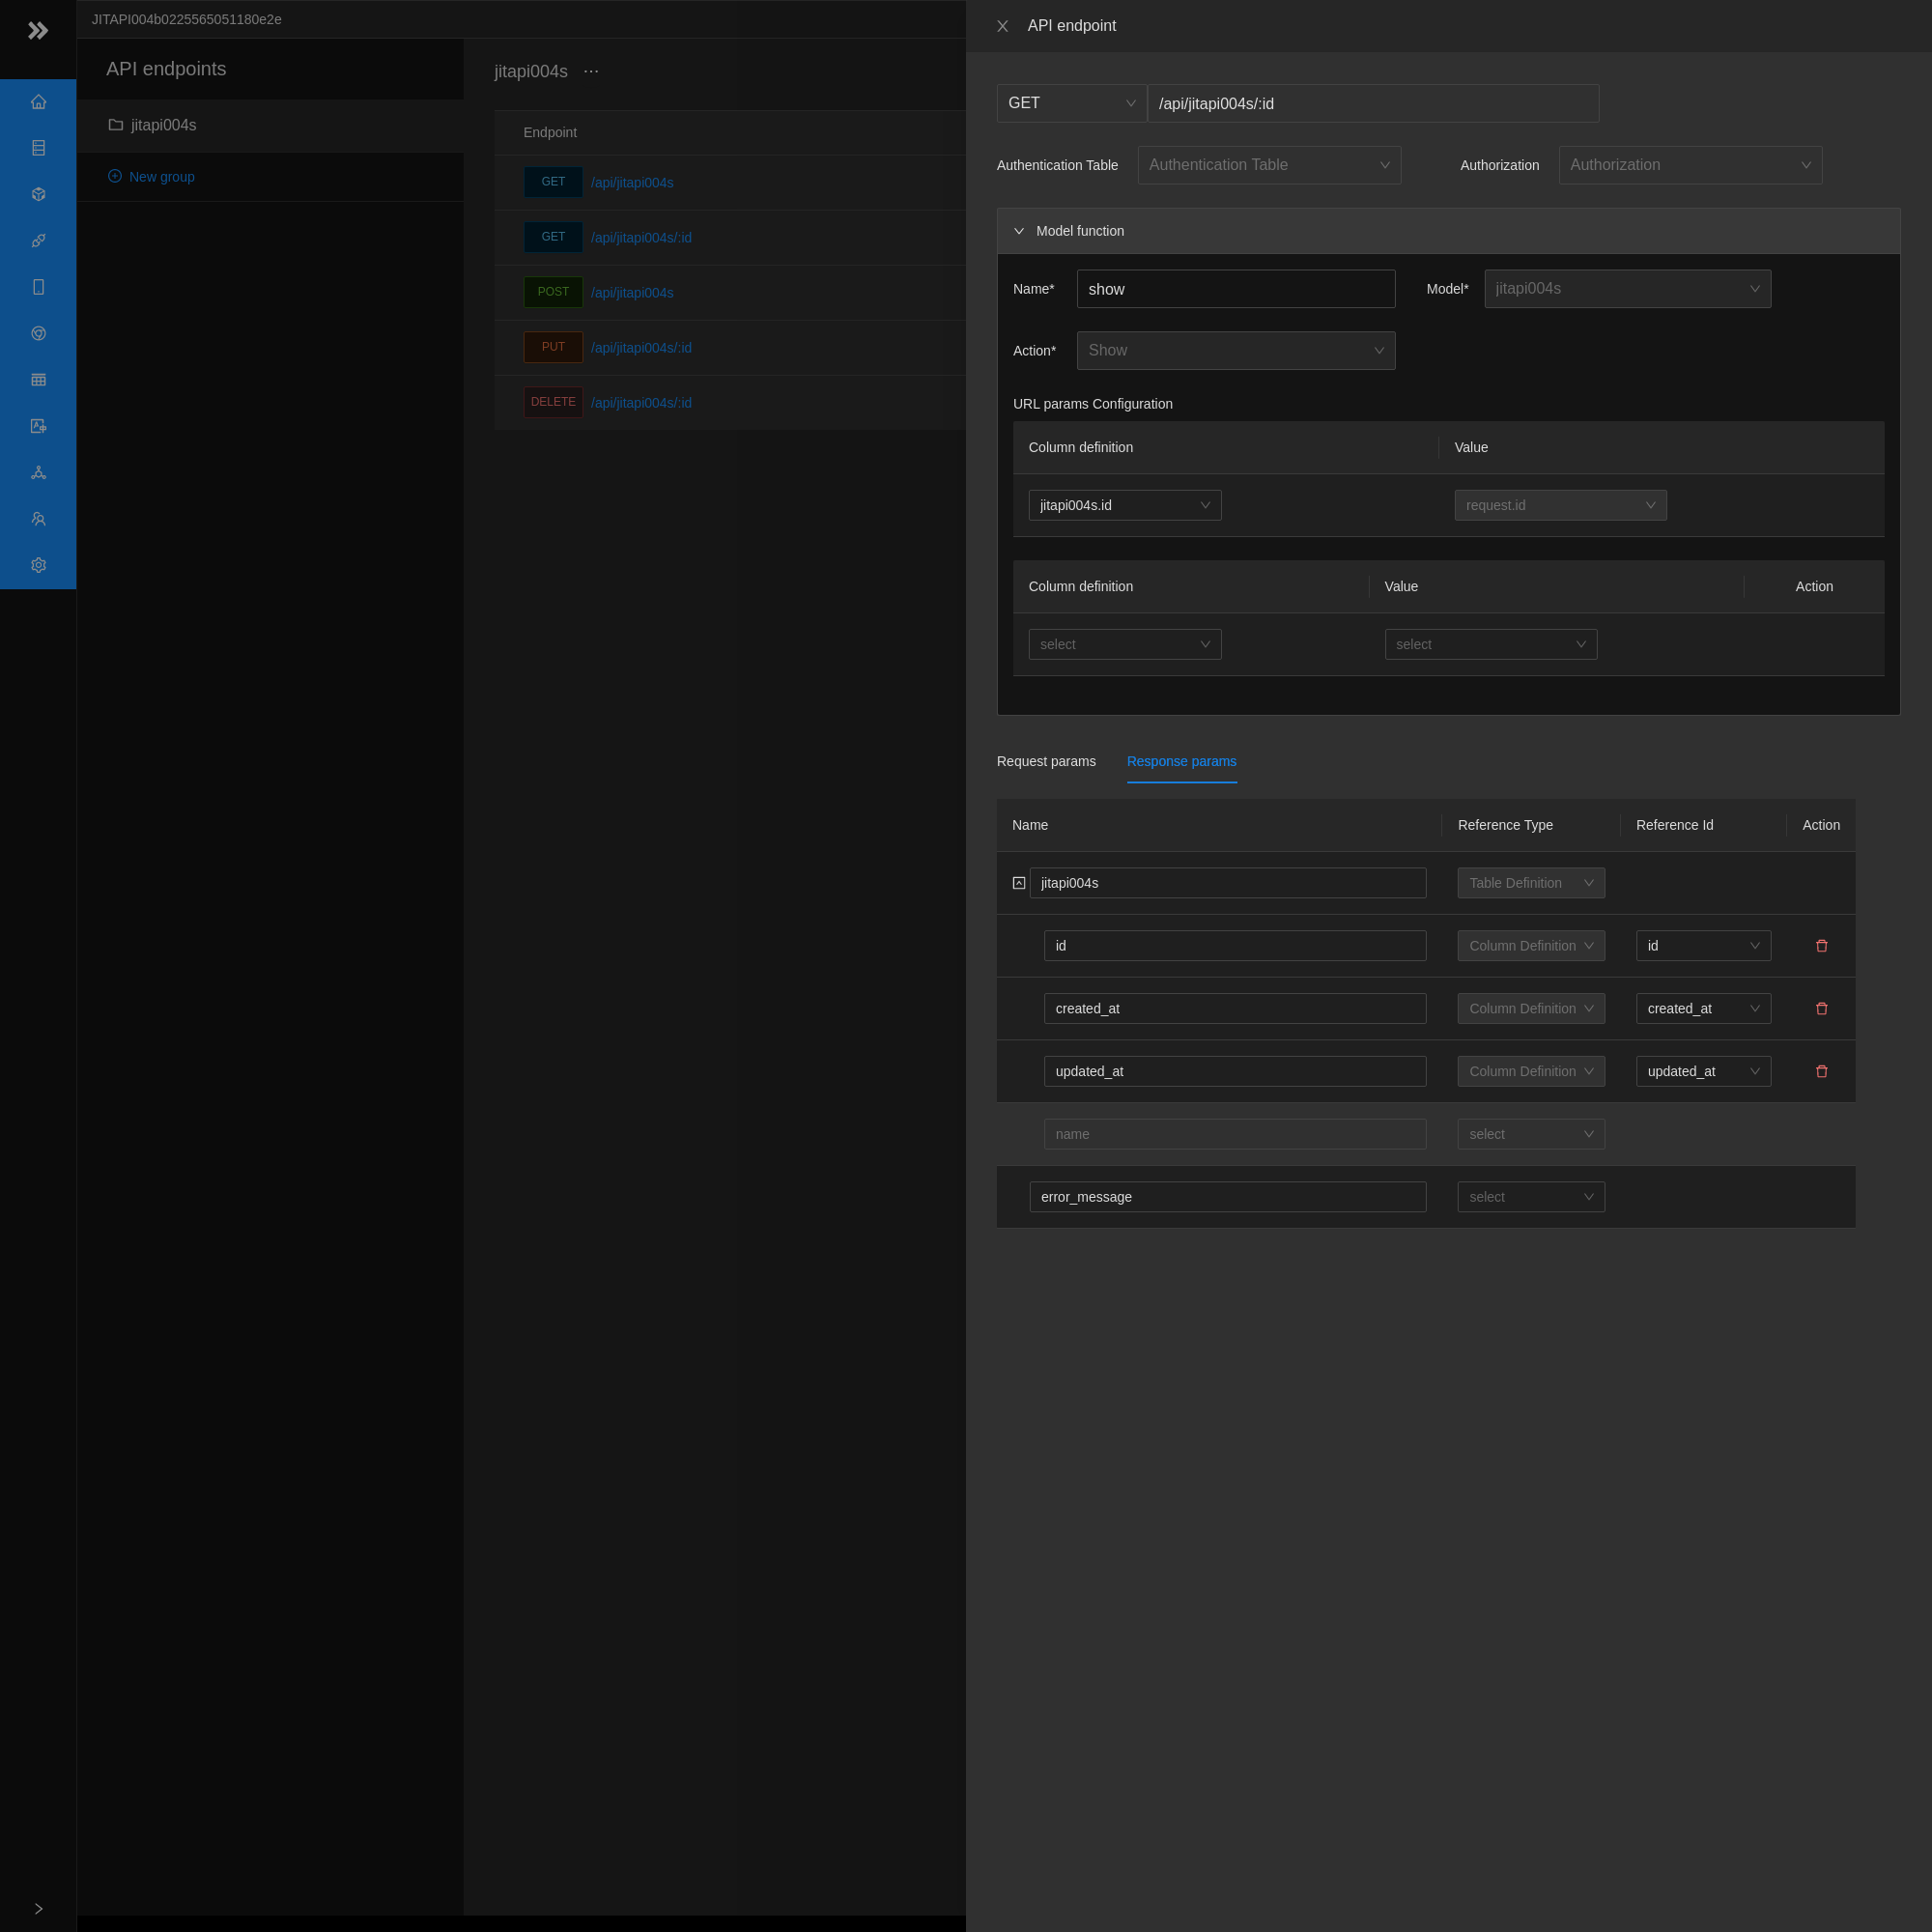 JITAPI004b0225565051180e2e
API endpoints
jitapi004s
New group
jitapi004s ...
Endpoint
GET /api/jitapi004s
GET /api/jitapi004s/:id
POST /api/jitapi004s
PUT /api/jitapi004s/:id
DELETE /api/jitapi004s/:id
API endpoint
GET /api/jitapi004s/:id
Authentication Table Authentication Table Authorization Authorization
Model function
Name* show Model* jitapi004s
Action* Show
URL params Configuration
Column definition Value
jitapi004s.id request.id
Column definition Value Action
select select
Request params Response params
Name Reference Type Reference Id Action
jitapi004s Table Definition
id Column Definition id
created_at Column Definition created_at
updated_at Column Definition updated_at
name select
error_message select